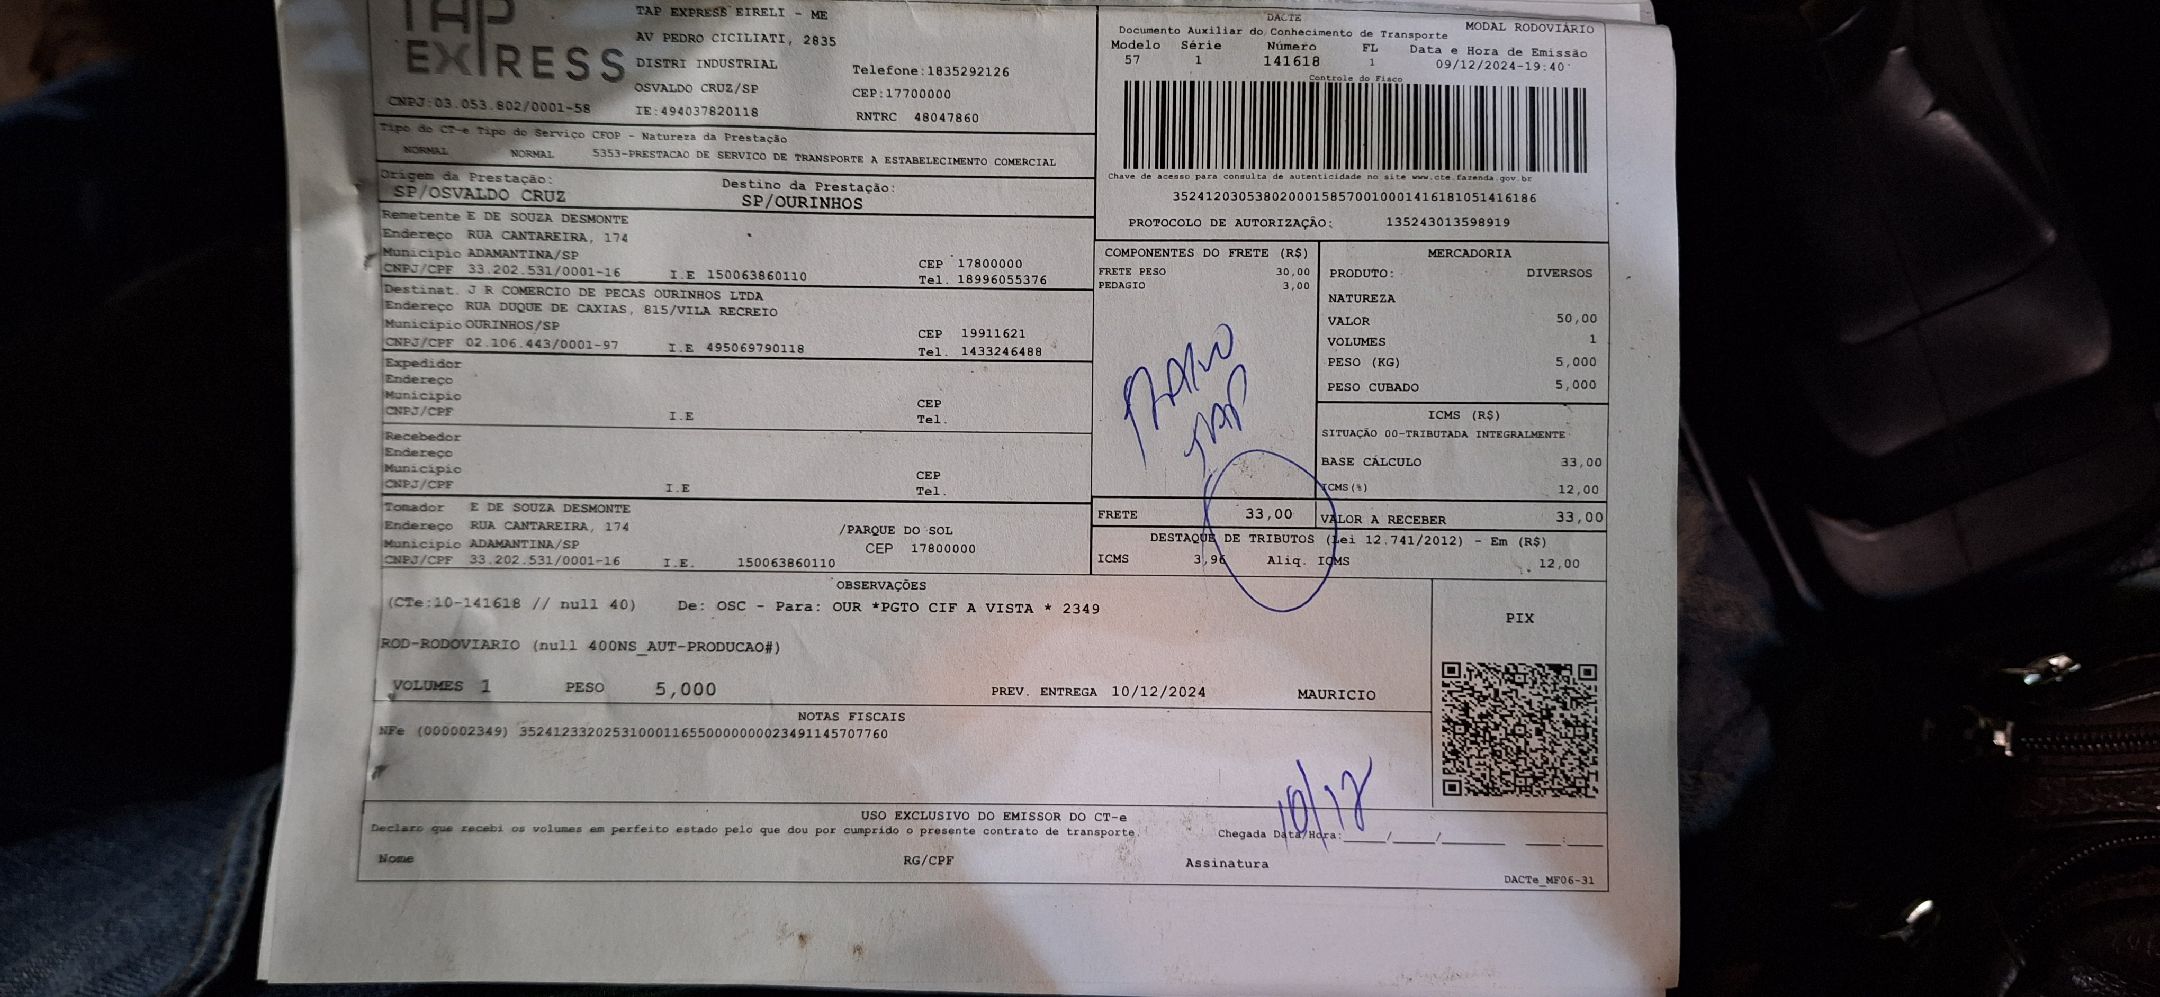 TAP
EXPRESS
CNPJ:03.053.802/0001-58
TAP EXPRESS EIRELI - ME
AV PEDRO CICILIATI, 2835
DISTRI INDUSTRIAL
OSVALDO CRUZ/SP
IE:494037820118
Telefone:1835292126
CEP:17700000
RNTRC 48047860
DACTE
Documento Auxiliar do Conhecimento de Transporte
MODAL RODOVIÁRIO
Modelo Série Número FL Data e Hora de Emissão
57 1 141618 1 09/12/2024-19:40
Controle do Fisco
Chave de acesso para consulta de autenticidade no site www.cte.fazenda.gov.br
35241203053802000158570010001416181051416186
PROTOCOLO DE AUTORIZAÇÃO: 135243013598919
Tipo do CT-e Tipo do Serviço CFOP - Natureza da Prestação
NORMAL NORMAL 5353-PRESTACAO DE SERVICO DE TRANSPORTE A ESTABELECIMENTO COMERCIAL
Origem da Prestação: Destino da Prestação:
SP/OSVALDO CRUZ SP/OURINHOS
Remetente E DE SOUZA DESMONTE
Endereço RUA CANTAREIRA, 174
Municipio ADAMANTINA/SP CEP 17800000
CNPJ/CPF 33.202.531/0001-16 I.E 150063860110 Tel. 18996055376
Destinat. J R COMERCIO DE PECAS OURINHOS LTDA
Endereço RUA DUQUE DE CAXIAS, 815/VILA RECREIO
Municipio OURINHOS/SP CEP 19911621
CNPJ/CPF 02.106.443/0001-97 I.E 495069790118 Tel. 1433246488
Expedidor
Endereço
Municipio CEP
CNPJ/CPF I.E Tel.
Recebedor
Endereço
Municipio CEP
CNPJ/CPF I.E Tel.
Tomador E DE SOUZA DESMONTE
Endereço RUA CANTAREIRA, 174 /PARQUE DO SOL
Municipio ADAMANTINA/SP CEP 17800000
CNPJ/CPF 33.202.531/0001-16 I.E. 150063860110
COMPONENTES DO FRETE (R$)
FRETE PESO 30,00
PEDAGIO 3,00
FRETE 33,00
MERCADORIA
PRODUTO: DIVERSOS
NATUREZA
VALOR 50,00
VOLUMES 1
PESO (KG) 5,000
PESO CUBADO 5,000
ICMS (R$)
SITUAÇÃO 00-TRIBUTADA INTEGRALMENTE
BASE CÁLCULO 33,00
ICMS(%) 12,00
VALOR A RECEBER 33,00
DESTAQUE DE TRIBUTOS (Lei 12.741/2012) - Em (R$)
ICMS 3,96 Aliq. ICMS 12,00
OBSERVAÇÕES
(CTe:10-141618 // null 40) De: OSC - Para: OUR *PGTO CIF A VISTA * 2349
ROD-RODOVIARIO (null 400NS_AUT-PRODUCAO#)
VOLUMES 1 PESO 5,000 PREV. ENTREGA 10/12/2024 MAURICIO
PIX
NOTAS FISCAIS
NFe (000002349) 35241233202531000116550000000023491145707760
10/12
USO EXCLUSIVO DO EMISSOR DO CT-e
Declaro que recebi os volumes em perfeito estado pelo que dou por cumprido o presente contrato de transporte.
Chegada Data/Hora: ____/____/______ ____:____
Nome RG/CPF Assinatura
DACTe_MF06-31